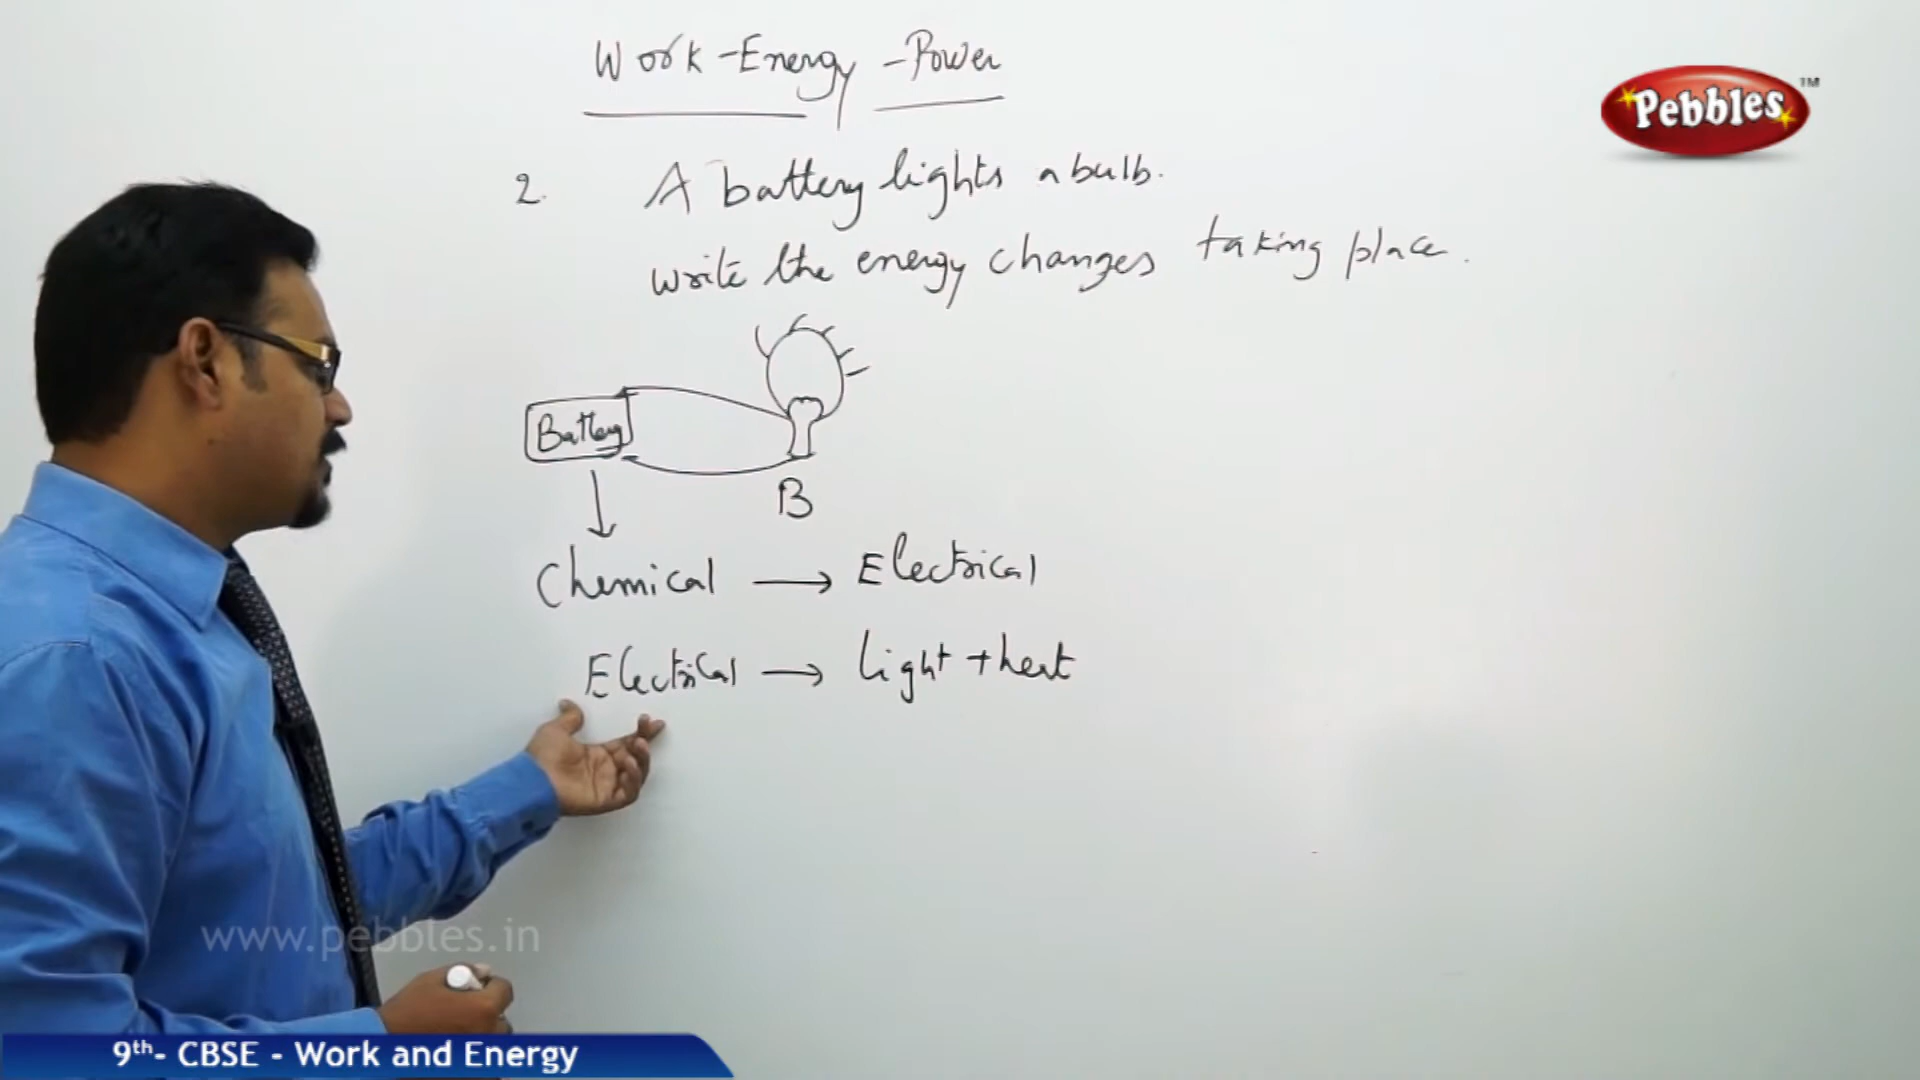 Work-Energy-Power
Pebbles™
2. A battery lights a bulb.
write the energy changes taking place.
Battery
B
Chemical → Electrical
Electrical → light + heat
www.pebbles.in
9th- CBSE - Work and Energy